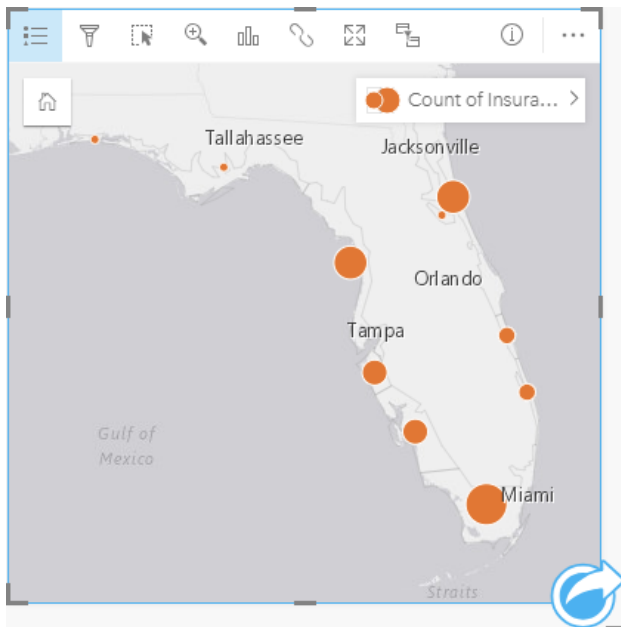 Count of Insura...
Tallahassee
Jacksonville
Orlando
Tampa
Gulf of
Mexico
Miami
Straits